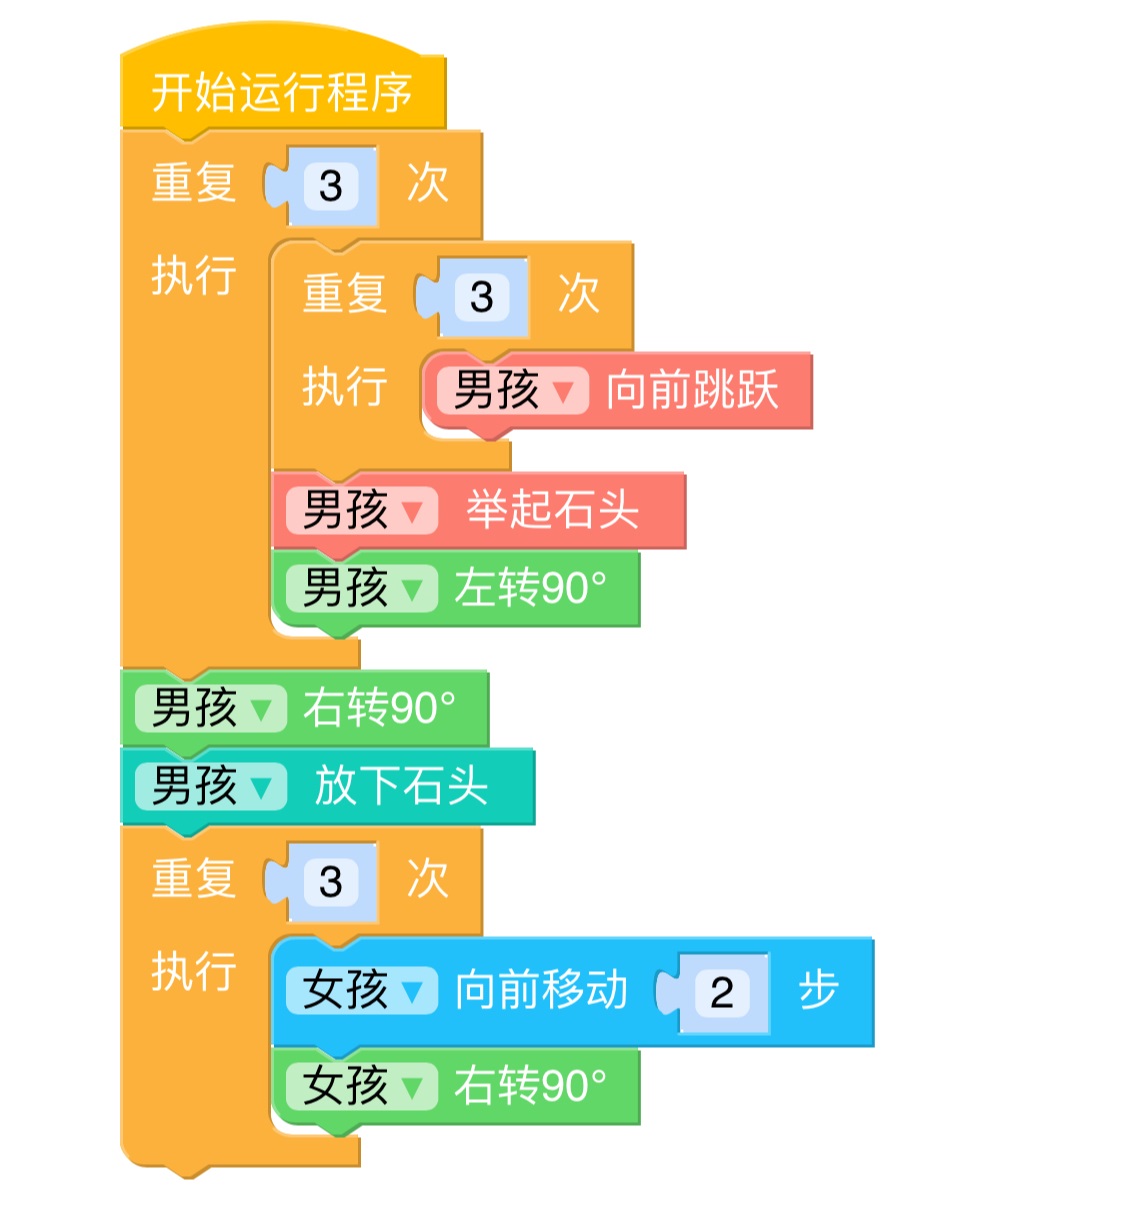 开始运行程序
重复 3 次
执行
重复 3 次
执行 男孩 ▼ 向前跳跃
男孩 ▼ 举起石头
男孩 ▼ 左转90°
男孩 ▼ 右转90°
男孩 ▼ 放下石头
重复 3 次
执行 女孩 ▼ 向前移动 2 步
女孩 ▼ 右转90°